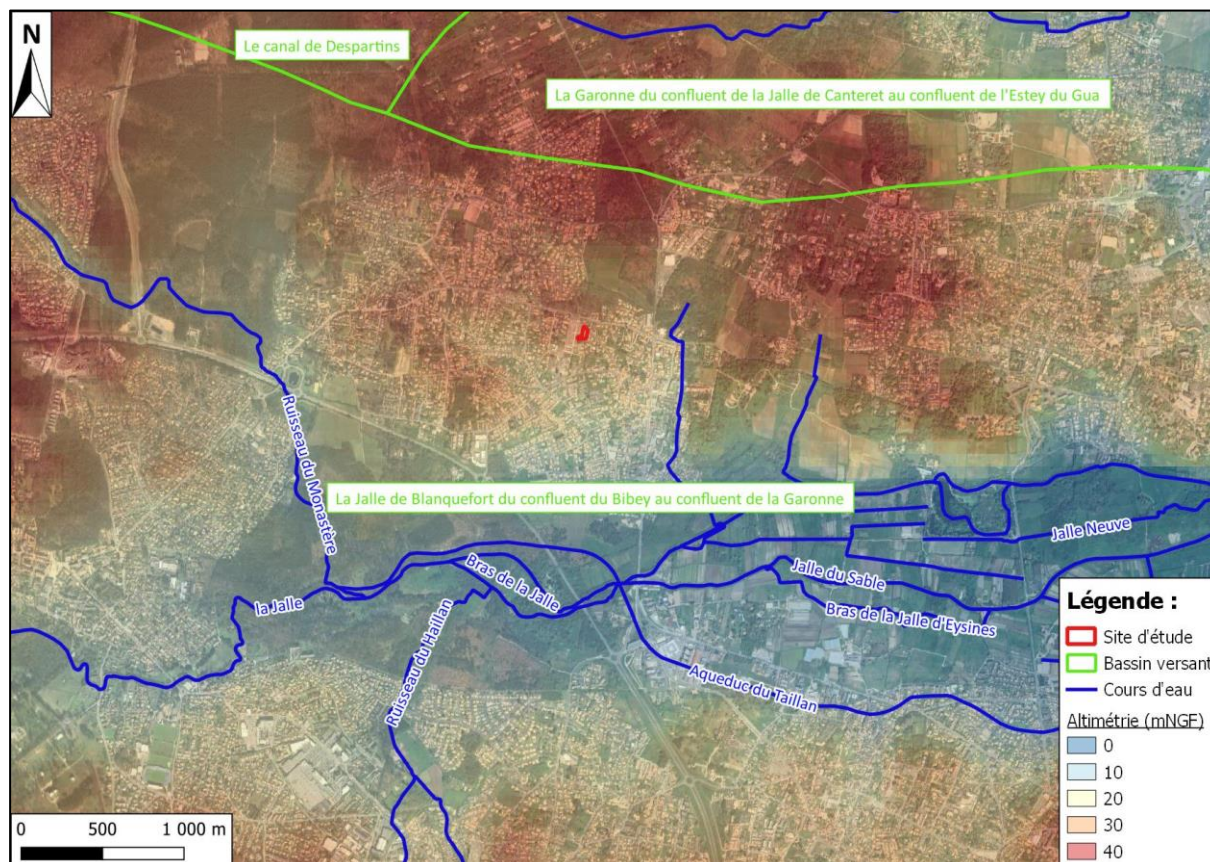 N
Le canal de Despartins
La Garonne du confluent de la Jalle de Canteret au confluent de l'Estey du Gua
Ruisseau du Monastère
La Jalle de Blanquefort du confluent du Bibey au confluent de la Garonne
Jalle Neuve
la Jalle
Bras de la Jalle
Jalle du Sable
Bras de la Jalle d'Eysines
Ruisseau du Haillan
Aqueduc du Taillan
Légende :
Site d'étude
Bassin versant
Cours d'eau
Altimétrie (mNGF)
0
10
20
30
40
0 500 1 000 m